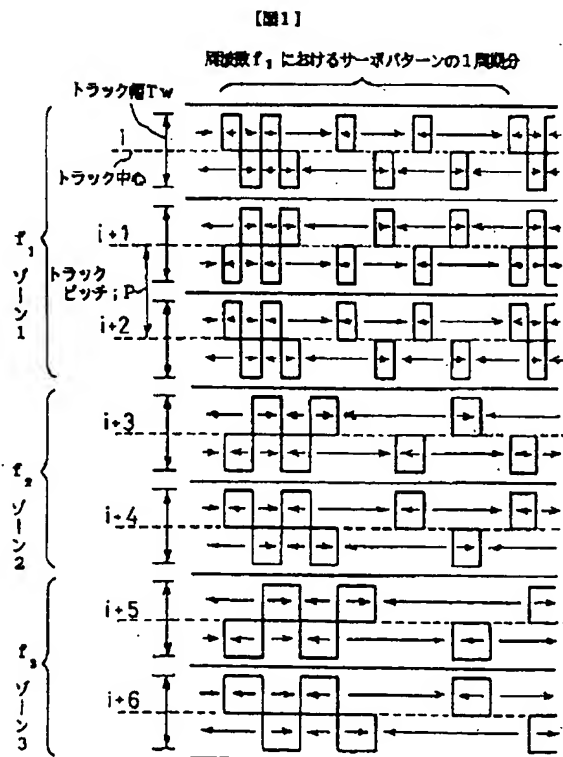 【図1】
周波数f₁におけるサーボパターンの1周期分
トラック幅Tw
i
トラック中心
i+1
トラック
ピッチiP
i+2
f₁ ゾーン1
i+3
i+4
f₂ ゾーン2
i+5
i+6
f₃ ゾーン3